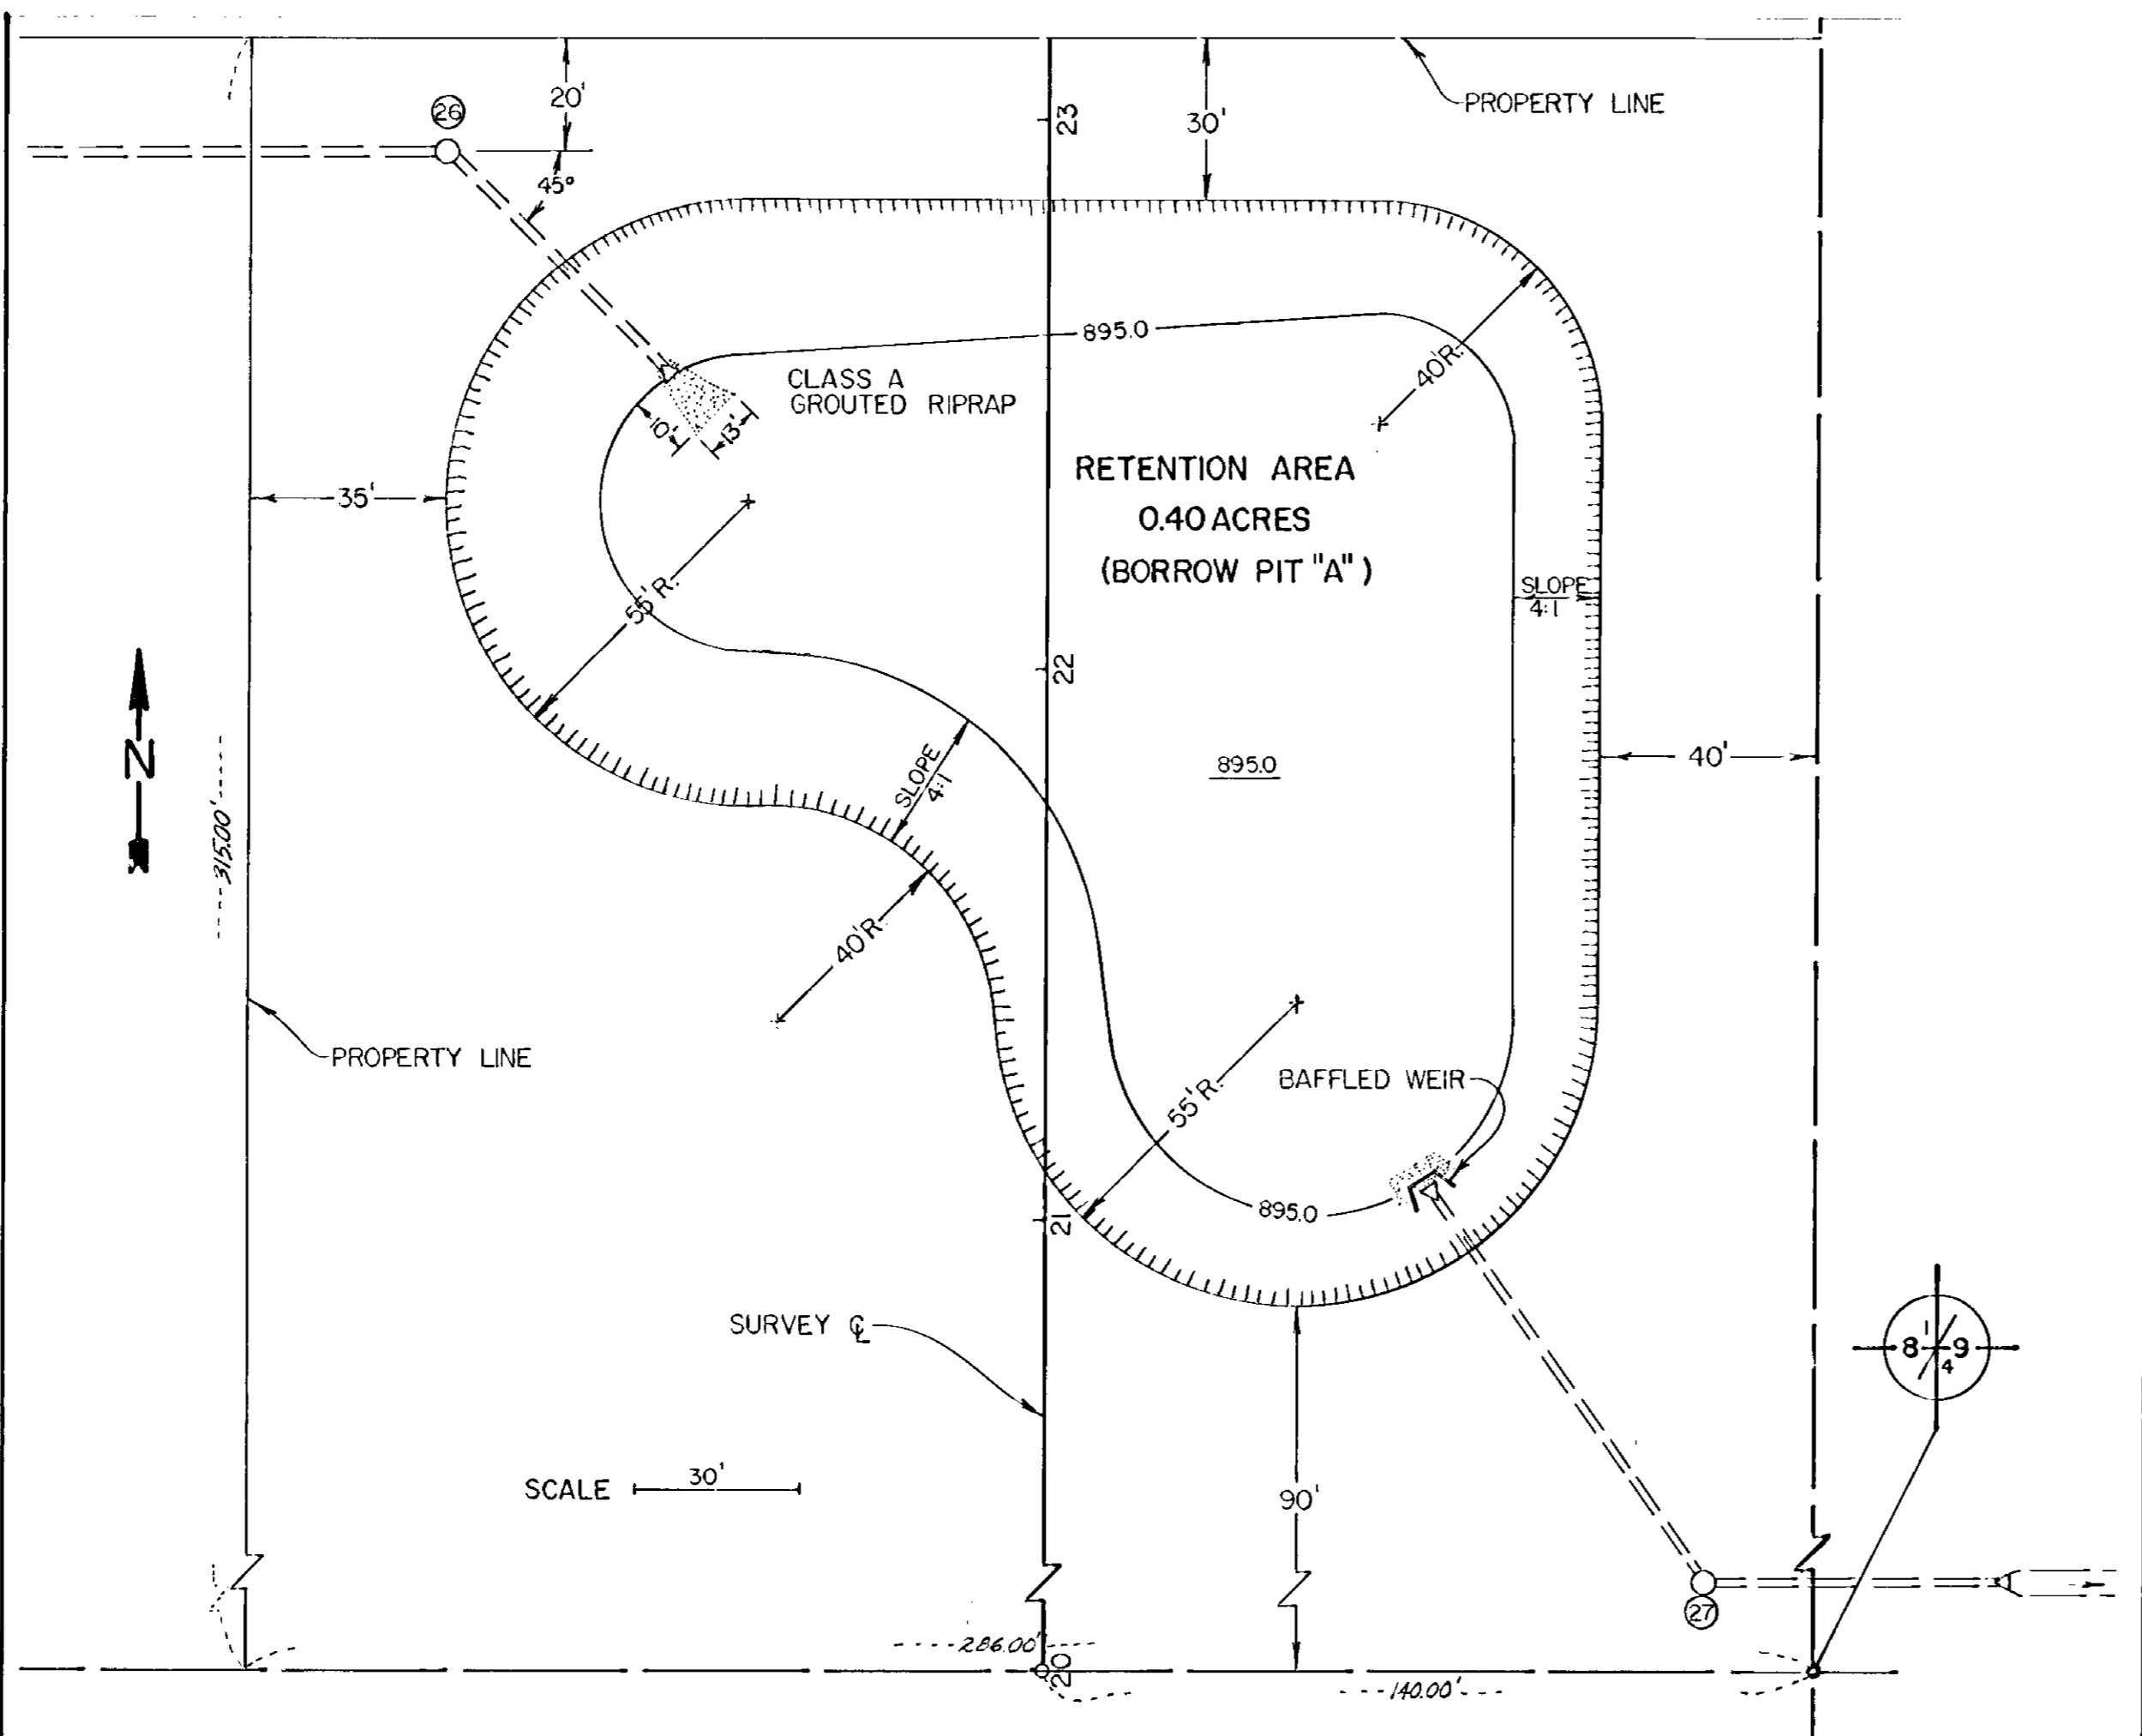 PROPERTY LINE
20'
30'
26
23
45°
895.0
CLASS A
GROUTED RIPRAP
10'
13'
40'R.
RETENTION AREA
0.40 ACRES
(BORROW PIT "A")
35'
55'R.
SLOPE
4:1
22
N
315.00'
SLOPE
4:1
895.0
40'
40'R.
PROPERTY LINE
BAFFLED WEIR
55'R.
895.0
21
SURVEY ℄
8 1/4 9
SCALE 30'
90'
27
286.00'
20
140.00'